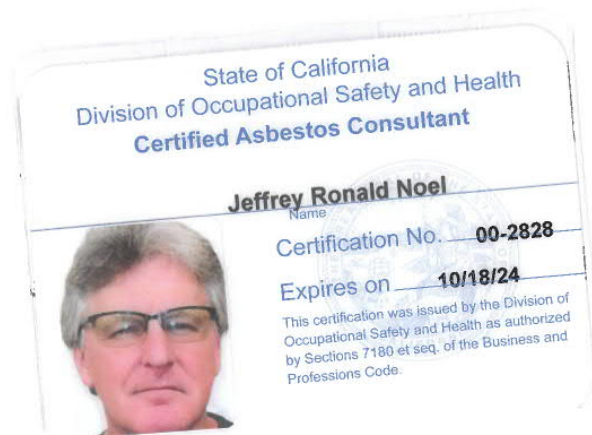 State of California
Division of Occupational Safety and Health
Certified Asbestos Consultant
Jeffrey Ronald Noel
Name
Certification No. 00-2828
Expires on 10/18/24
This certification was issued by the Division of
Occupational Safety and Health as authorized
by Sections 7180 et seq. of the Business and
Professions Code.